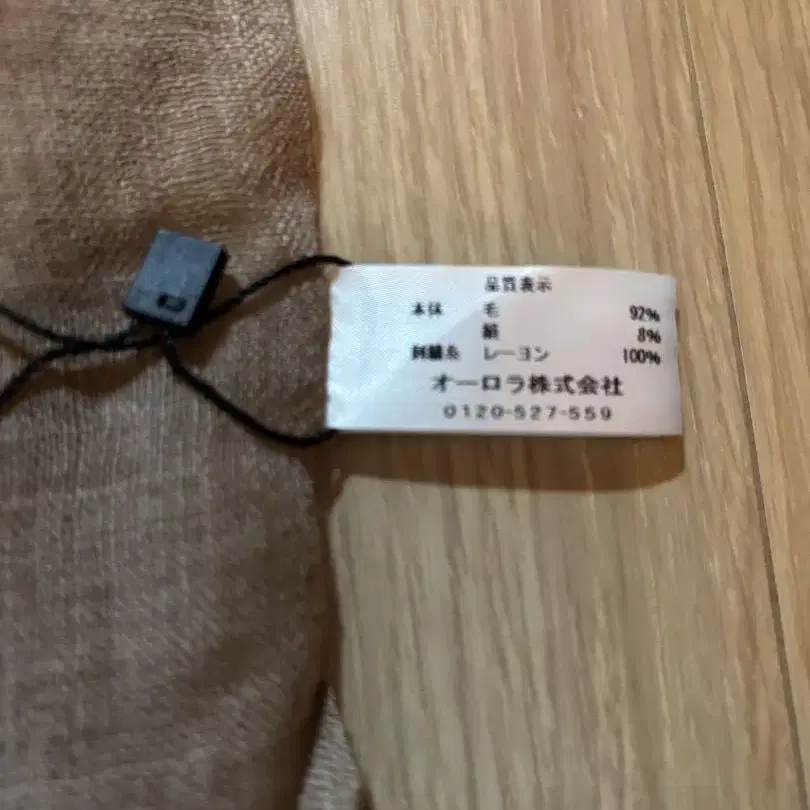 品質表示
本体 毛 92%
絹 8%
刺繍糸 レーヨン 100%
オーロラ株式会社
0120-527-559